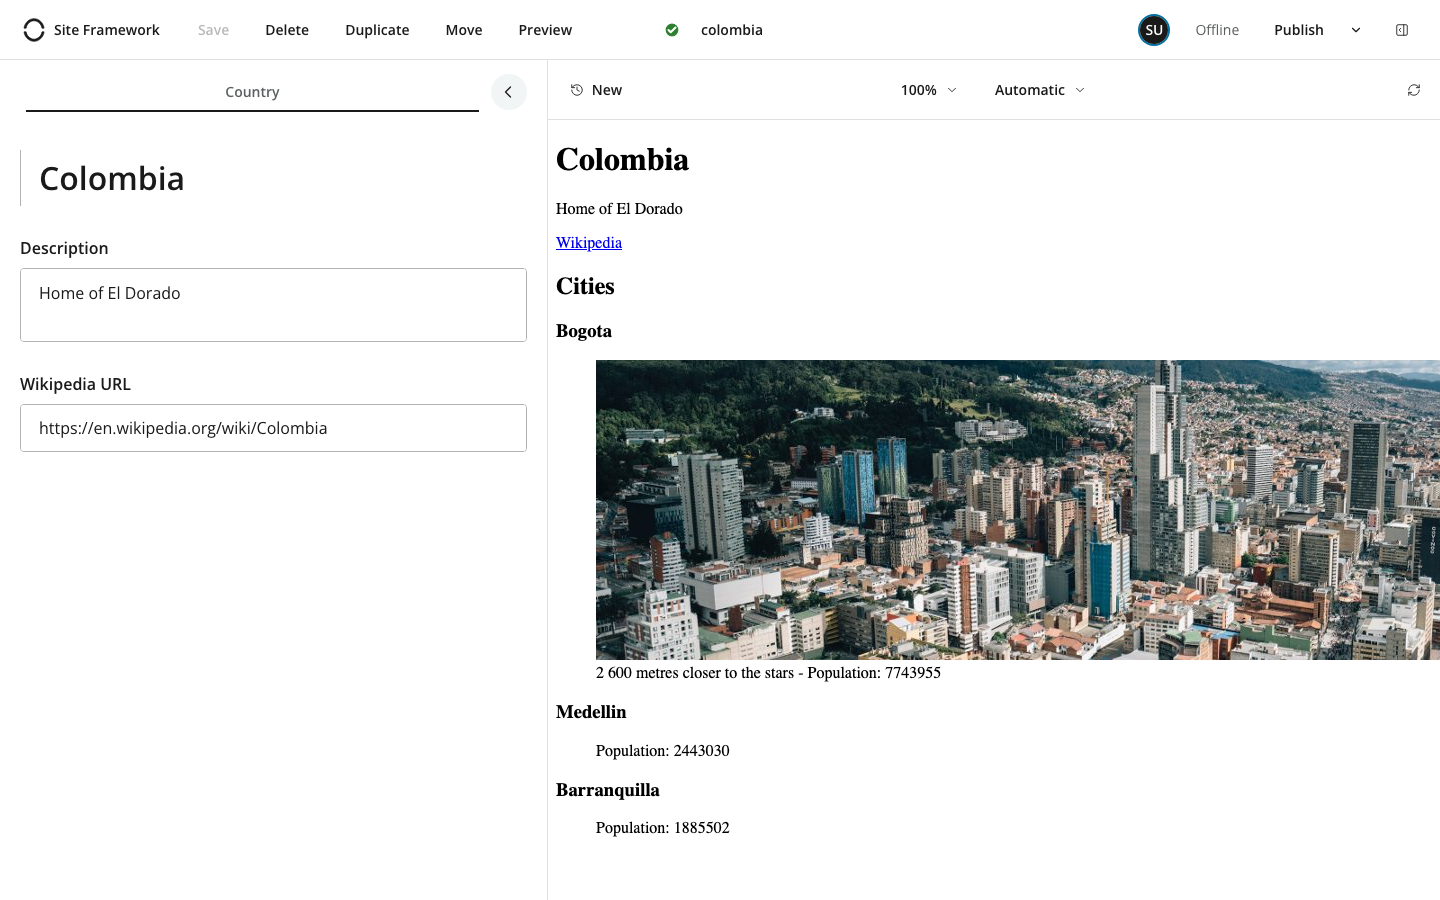 Site Framework Save Delete Duplicate Move Preview colombia SU Offline Publish
Country
Colombia
Description
Home of El Dorado
Wikipedia URL
https://en.wikipedia.org/wiki/Colombia
New 100% Automatic
Colombia
Home of El Dorado
Wikipedia
Cities
Bogota
2 600 metres closer to the stars - Population: 7743955
Medellin
Population: 2443030
Barranquilla
Population: 1885502